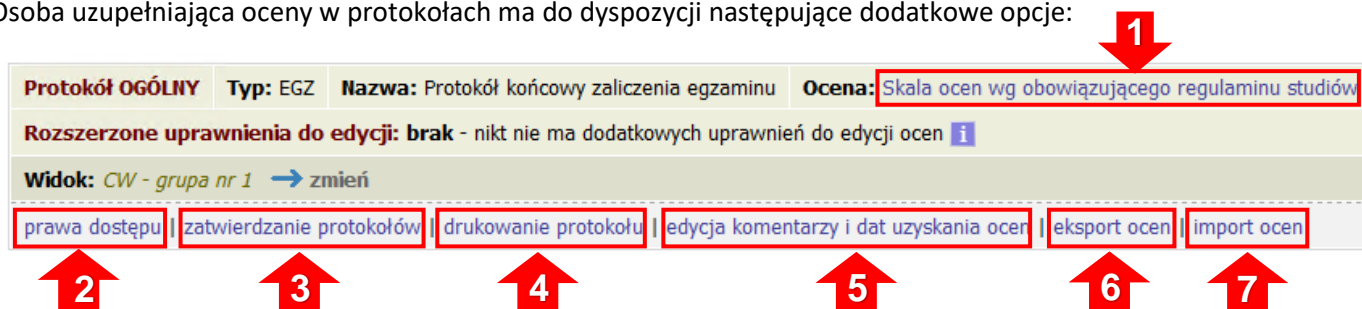 Osoba uzupełniająca oceny w protokołach ma do dyspozycji następujące dodatkowe opcje:
1
Protokół OGÓLNY Typ: EGZ Nazwa: Protokół końcowy zaliczenia egzaminu Ocena: Skala ocen wg obowiązującego regulaminu studiów
Rozszerzone uprawnienia do edycji: brak - nikt nie ma dodatkowych uprawnień do edycji ocen i
Widok: CW - grupa nr 1 → zmień
prawa dostępu | zatwierdzanie protokołów | drukowanie protokołu | edycja komentarzy i dat uzyskania ocen | eksport ocen | import ocen
2 3 4 5 6 7